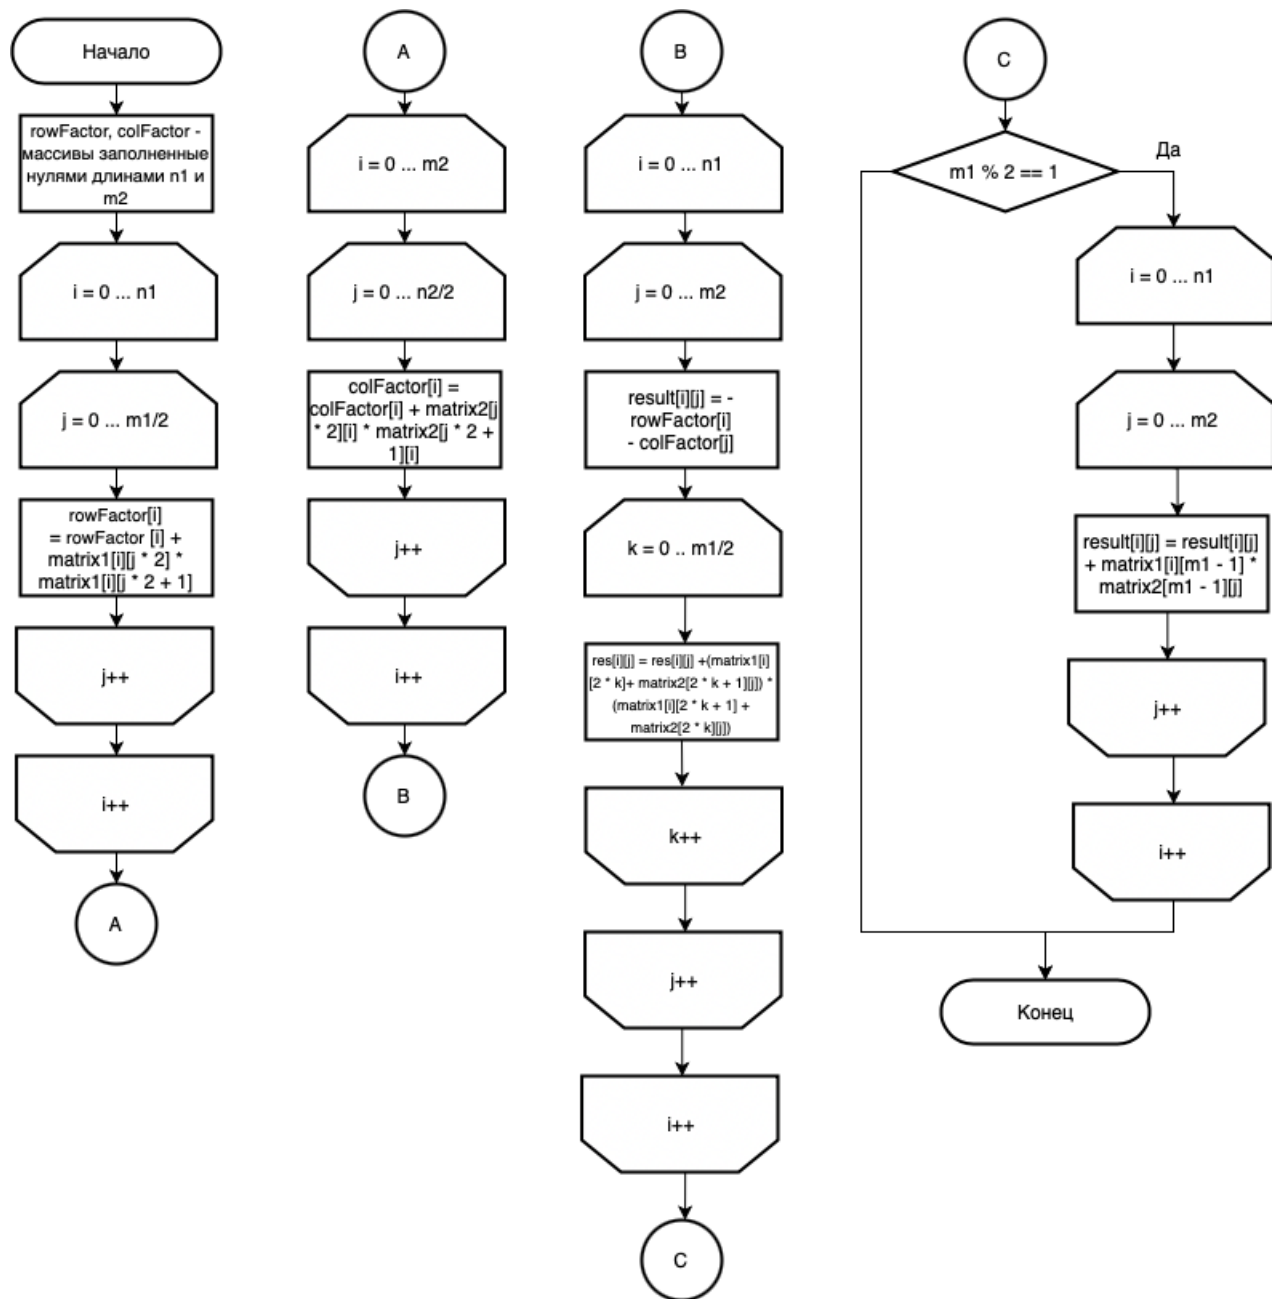 Начало
rowFactor, colFactor -
массивы заполненные
нулями длинами n1 и
m2
i = 0 ... n1
j = 0 ... m1/2
rowFactor[i]
= rowFactor [i] +
matrix1[i][j * 2] *
matrix1[i][j * 2 + 1]
j++
i++
A
A
i = 0 ... m2
j = 0 ... n2/2
colFactor[i] =
colFactor[i] + matrix2[j
* 2][i] * matrix2[j * 2 +
1][i]
j++
i++
B
B
i = 0 ... n1
j = 0 ... m2
result[i][j] = -
rowFactor[i]
- colFactor[j]
k = 0 .. m1/2
res[i][j] = res[i][j] +(matrix1[i]
[2 * k]+ matrix2[2 * k + 1][j]) *
(matrix1[i][2 * k + 1] +
matrix2[2 * k][j])
k++
j++
i++
C
C
m1 % 2 == 1
Да
i = 0 ... n1
j = 0 ... m2
result[i][j] = result[i][j]
+ matrix1[i][m1 - 1] *
matrix2[m1 - 1][j]
j++
i++
Конец